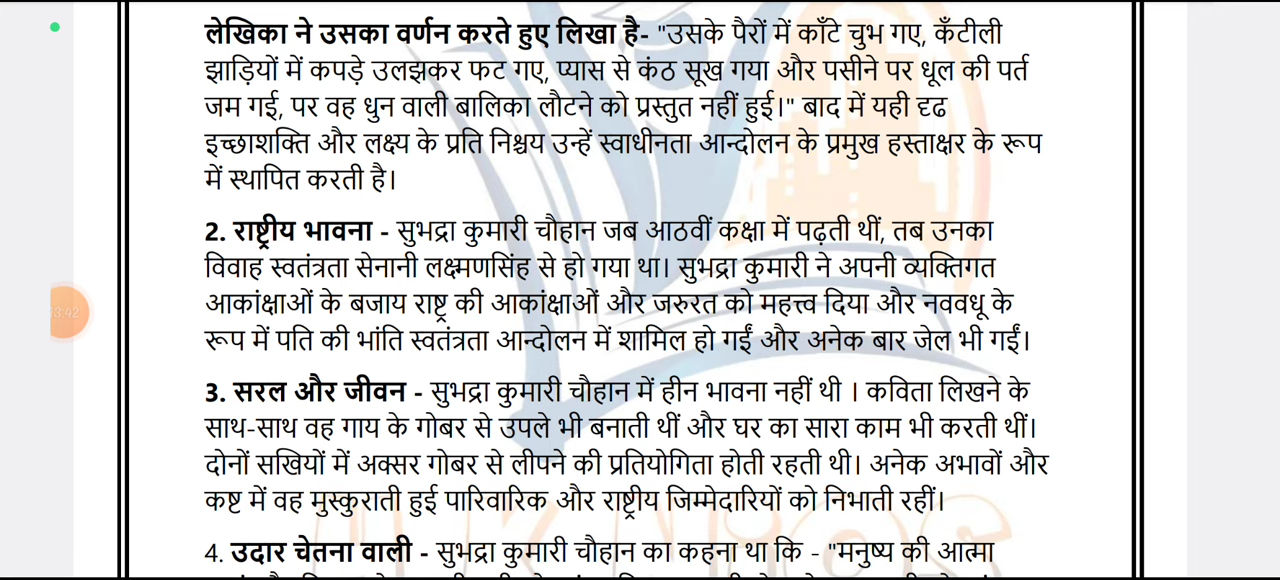 लेखिका ने उसका वर्णन करते हुए लिखा है- "उसके पैरों में काँटे चुभ गए, कँटीली
झाड़ियों में कपड़े उलझकर फट गए, प्यास से कंठ सूख गया और पसीने पर धूल की पर्त
जम गई, पर वह धुन वाली बालिका लौटने को प्रस्तुत नहीं हुई।" बाद में यही दृढ
इच्छाशक्ति और लक्ष्य के प्रति निश्चय उन्हें स्वाधीनता आन्दोलन के प्रमुख हस्ताक्षर के रूप
में स्थापित करती है।
2. राष्ट्रीय भावना - सुभद्रा कुमारी चौहान जब आठवीं कक्षा में पढ़ती थीं, तब उनका
विवाह स्वतंत्रता सेनानी लक्ष्मणसिंह से हो गया था। सुभद्रा कुमारी ने अपनी व्यक्तिगत
आकांक्षाओं के बजाय राष्ट्र की आकांक्षाओं और जरुरत को महत्त्व दिया और नववधू के
रूप में पति की भांति स्वतंत्रता आन्दोलन में शामिल हो गईं और अनेक बार जेल भी गईं।
3. सरल और जीवन - सुभद्रा कुमारी चौहान में हीन भावना नहीं थी । कविता लिखने के
साथ-साथ वह गाय के गोबर से उपले भी बनाती थीं और घर का सारा काम भी करती थीं।
दोनों सखियों में अक्सर गोबर से लीपने की प्रतियोगिता होती रहती थी। अनेक अभावों और
कष्ट में वह मुस्कुराती हुई पारिवारिक और राष्ट्रीय जिम्मेदारियों को निभाती रहीं।
4. उदार चेतना वाली - सुभद्रा कुमारी चौहान का कहना था कि - "मनुष्य की आत्मा